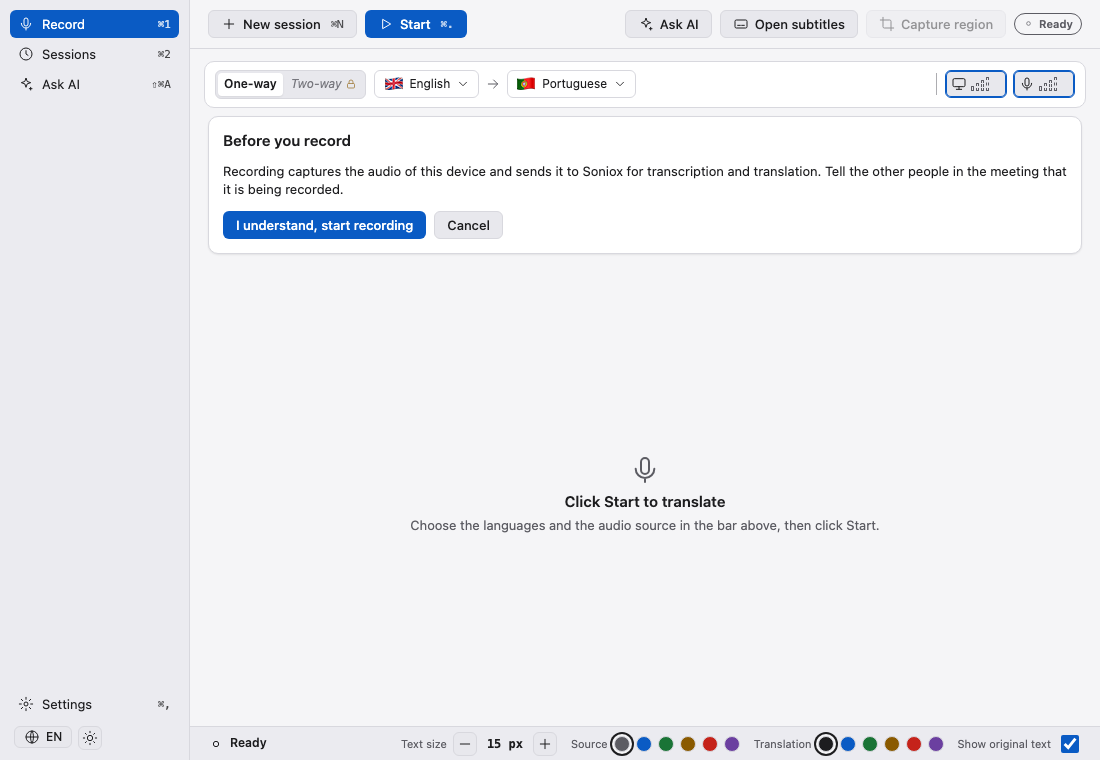 Record ⌘1
Sessions ⌘2
Ask AI ⇧⌘A
New session ⌘N
Start ⌘.
Ask AI
Open subtitles
Capture region
Ready
One-way
Two-way
English
Portuguese
Before you record
Recording captures the audio of this device and sends it to Soniox for transcription and translation. Tell the other people in the meeting that
it is being recorded.
I understand, start recording
Cancel
Click Start to translate
Choose the languages and the audio source in the bar above, then click Start.
Settings ⌘,
EN
Ready
Text size
15 px
Source
Translation
Show original text